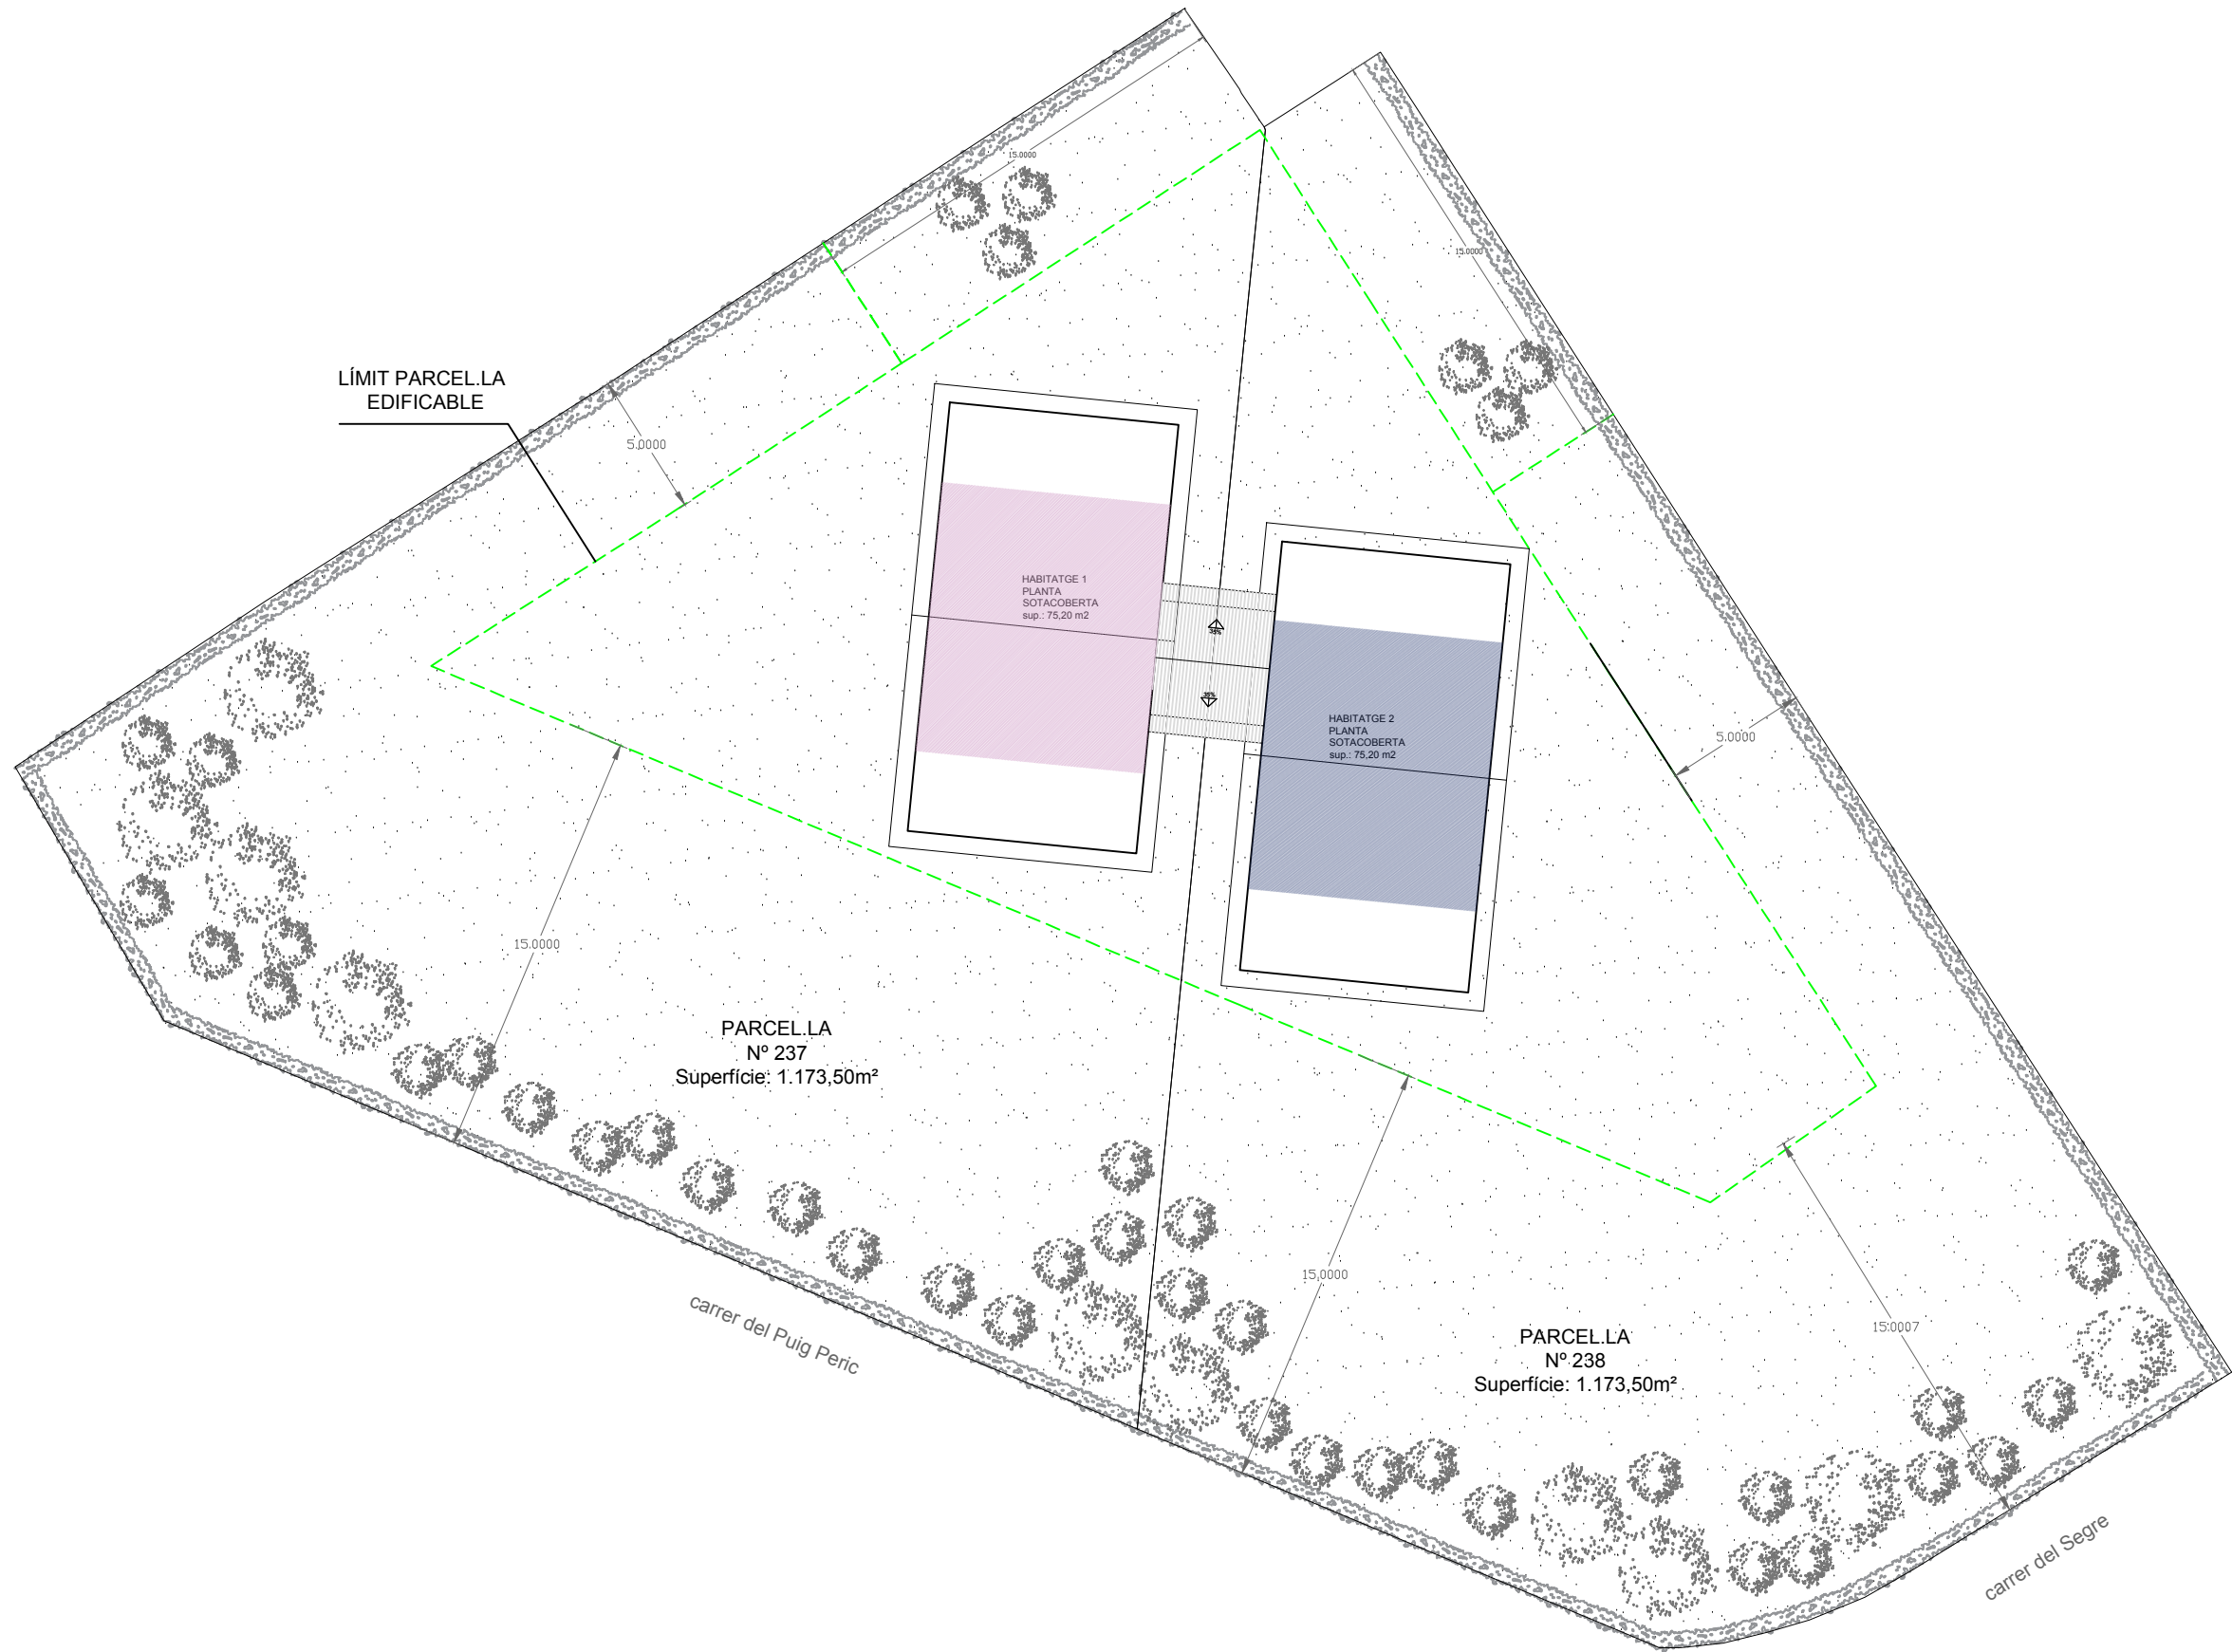 15.0000
15.0000
LÍMIT PARCEL.LA
EDIFICABLE
5.0000
HABITATGE 1
PLANTA
SOTACOBERTA
sup.: 75,20 m2
35%
35%
HABITATGE 2
PLANTA
SOTACOBERTA
sup.: 75,20 m2
5.0000
15.0000
PARCEL.LA
Nº 237
Superfície: 1.173,50m²
15.0000
carrer del Puig Peric
PARCEL.LA
Nº 238
Superfície: 1.173,50m²
15.0007
carrer del Segre